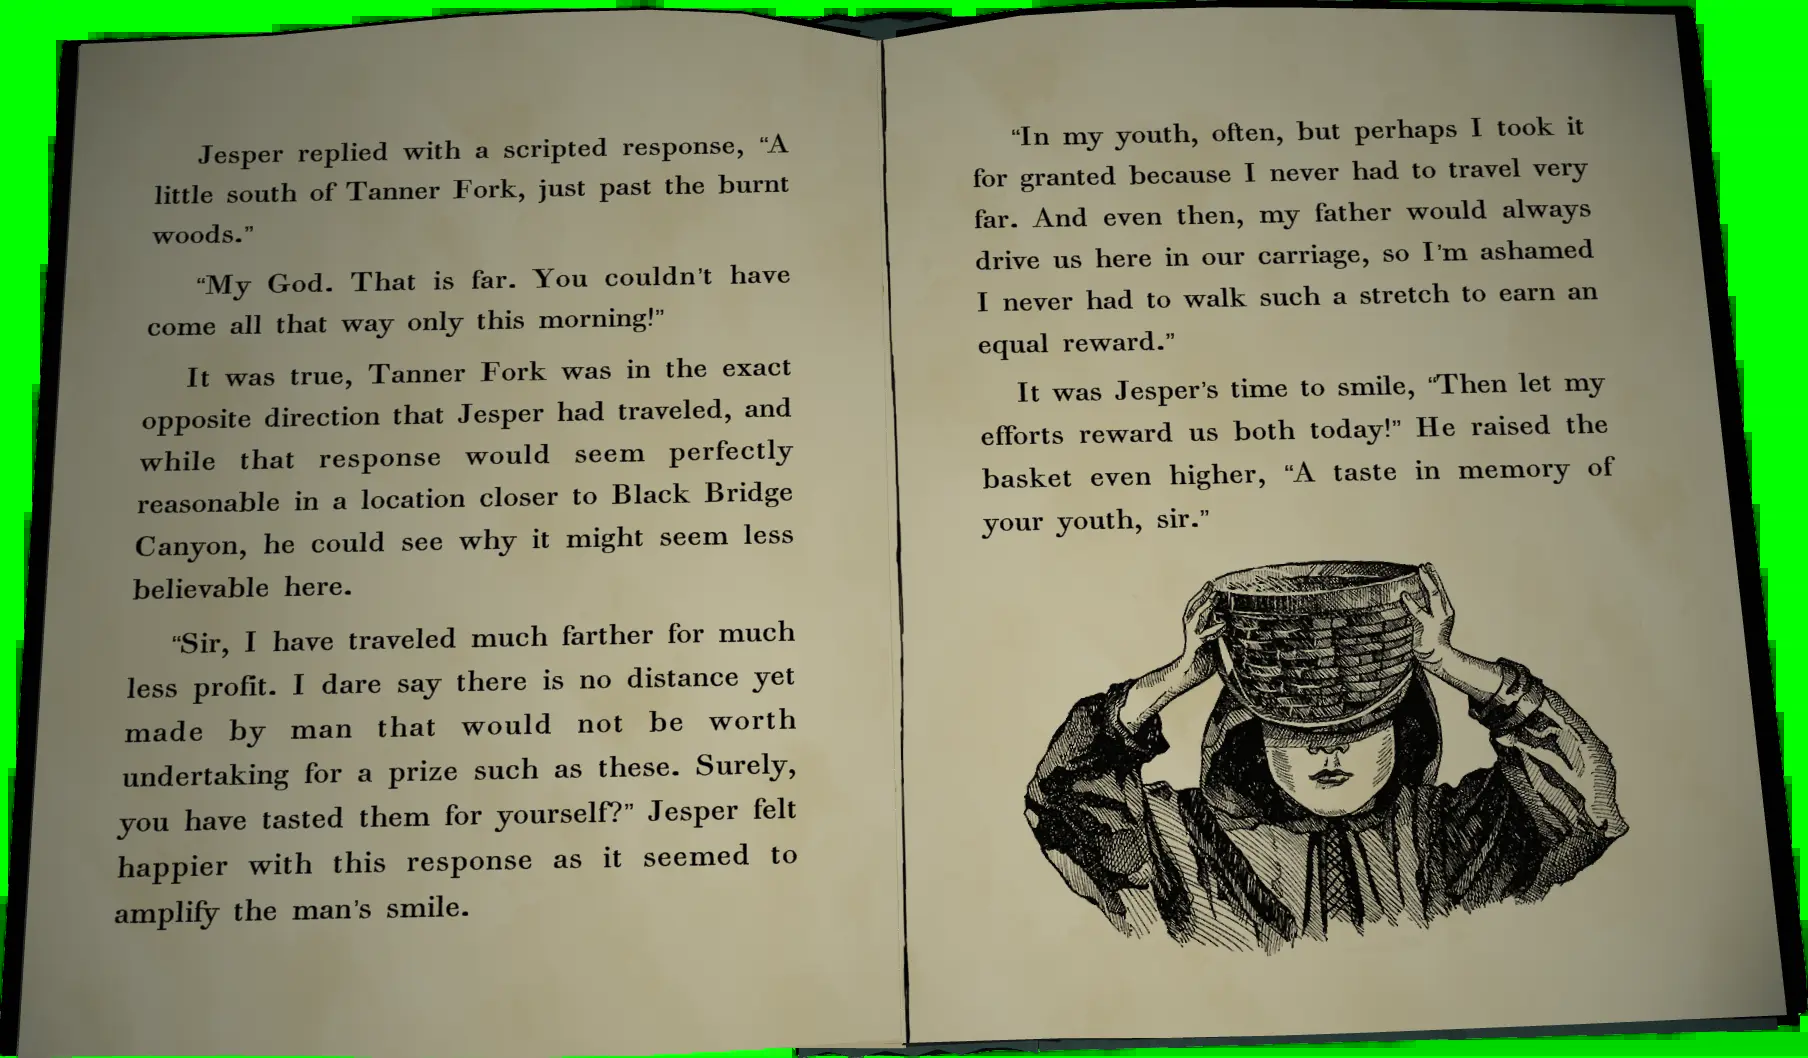 Jesper replied with a scripted response, “A
little south of Tanner Fork, just past the burnt
woods.”
“My God. That is far. You couldn't have
come all that way only this morning!”
It was true, Tanner Fork was in the exact
opposite direction that Jesper had traveled, and
while that response would seem perfectly
reasonable in a location closer to Black Bridge
Canyon, he could see why it might seem less
believable here.
“Sir, I have traveled much farther for much
less profit. I dare say there is no distance yet
made by man that would not be worth
undertaking for a prize such as these. Surely,
you have tasted them for yourself?” Jesper felt
happier with this response as it seemed to
amplify the man's smile.
“In my youth, often, but perhaps I took it
for granted because I never had to travel very
far. And even then, my father would always
drive us here in our carriage, so I'm ashamed
I never had to walk such a stretch to earn an
equal reward.”
It was Jesper’s time to smile, “Then let my
efforts reward us both today!” He raised the
basket even higher, “A taste in memory of
your youth, sir.”